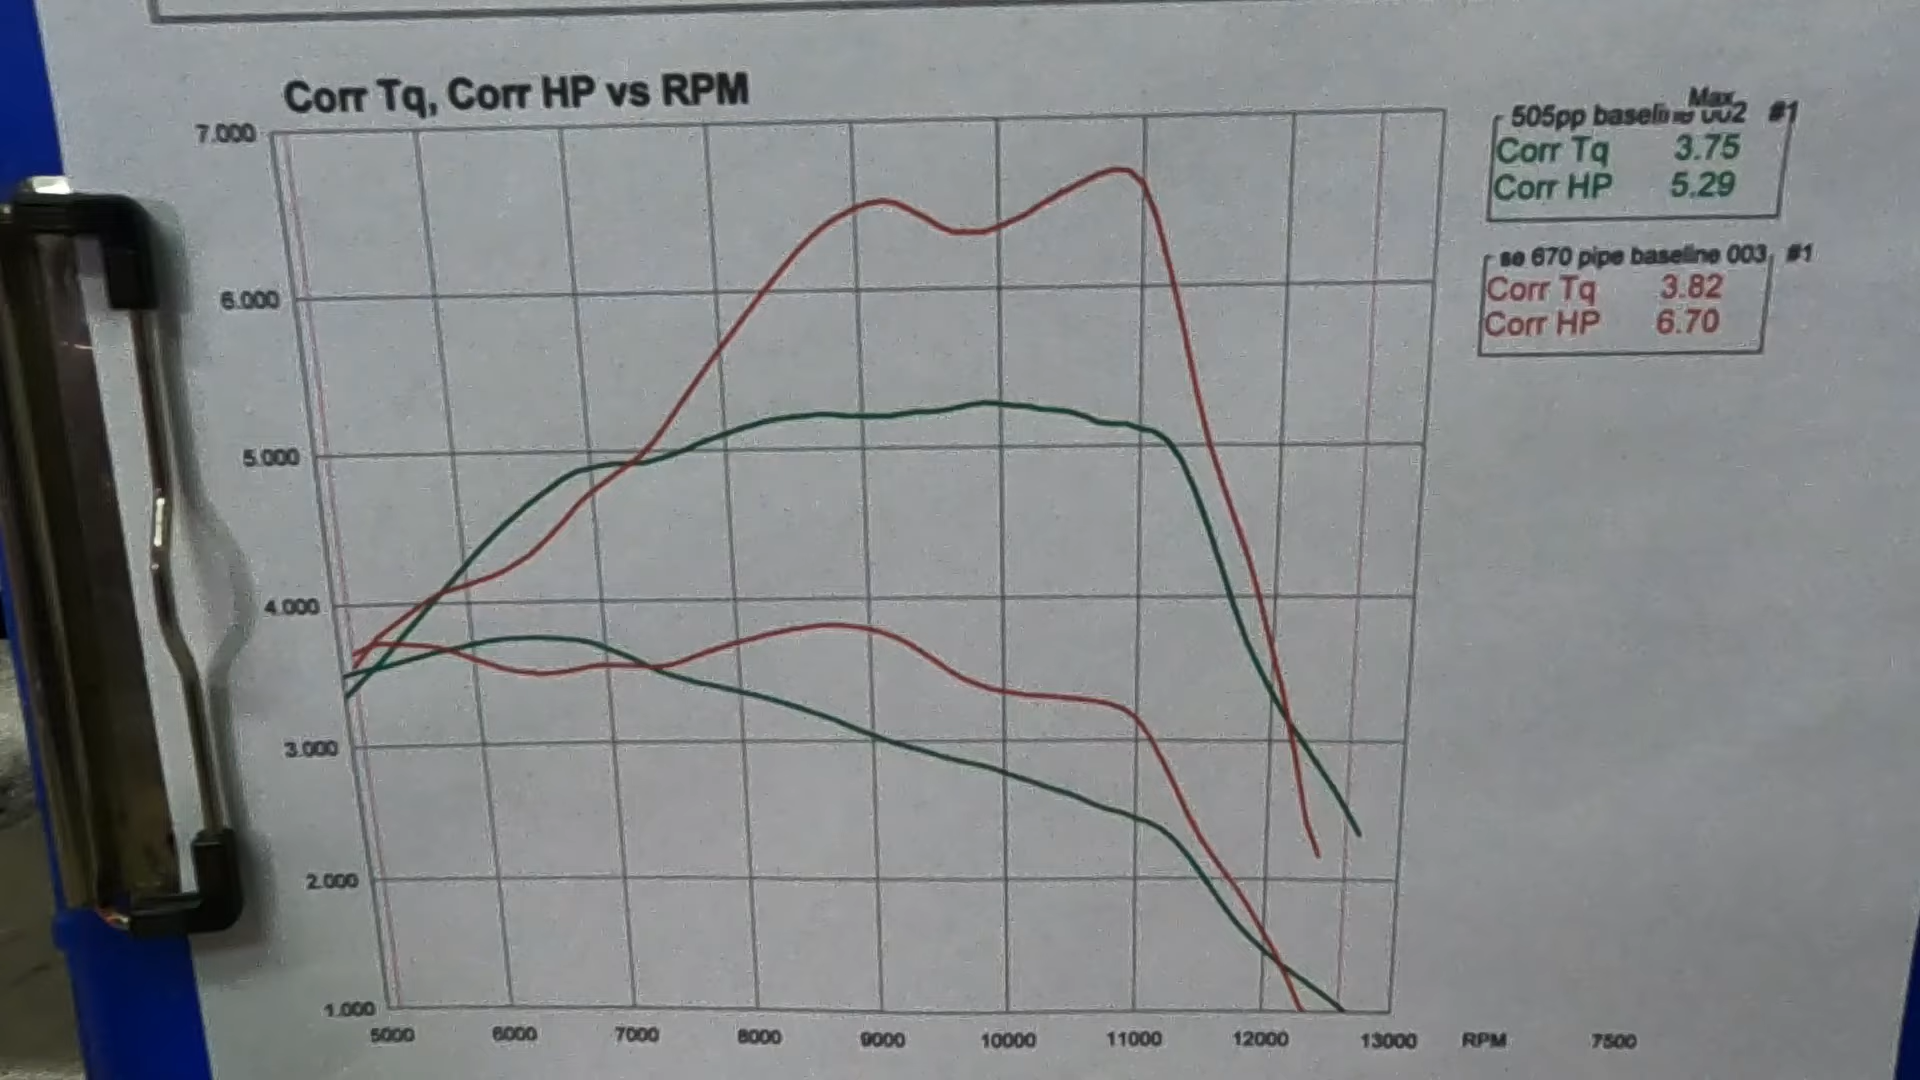 Corr Tq, Corr HP vs RPM
Max
505pp baseline 002 #1
Corr Tq 3.75
Corr HP 5.29
se 670 pipe baseline 003 #1
Corr Tq 3.82
Corr HP 6.70
7.000
6.000
5.000
4.000
3.000
2.000
1.000
5000 6000 7000 8000 9000 10000 11000 12000 13000 RPM 7500